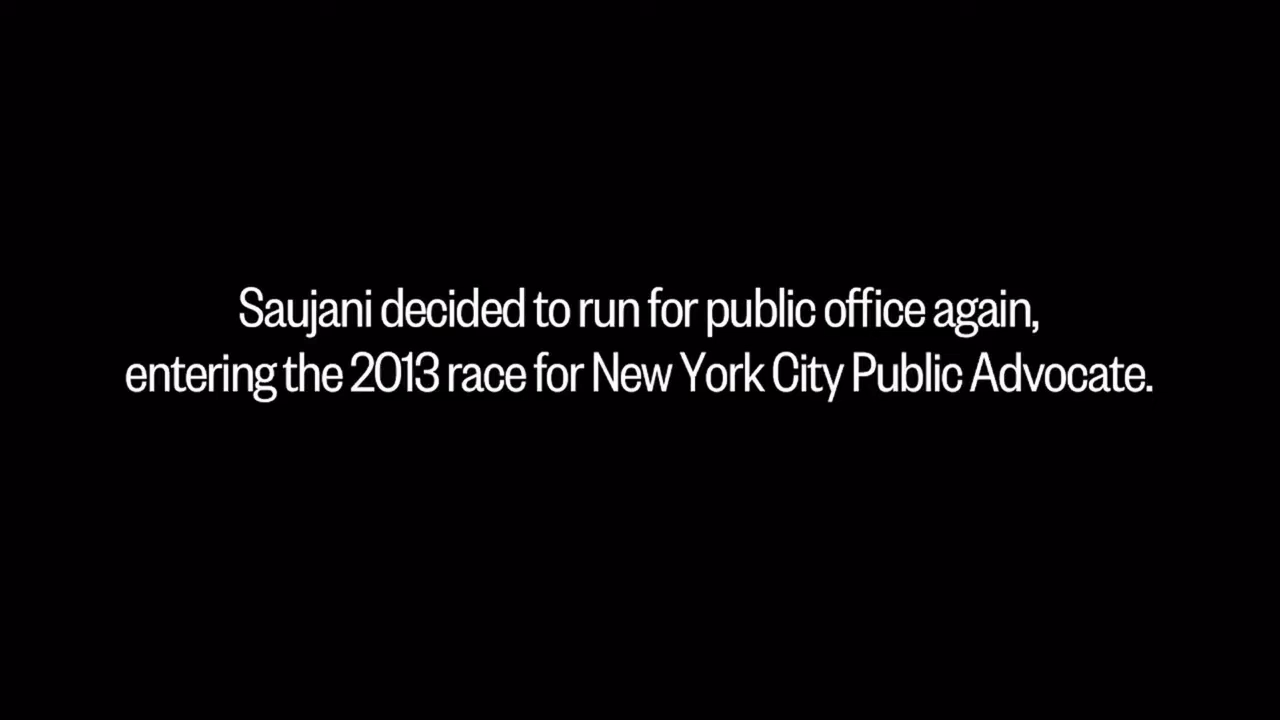 Saujani decided to run for public office again,
entering the 2013 race for New York City Public Advocate.